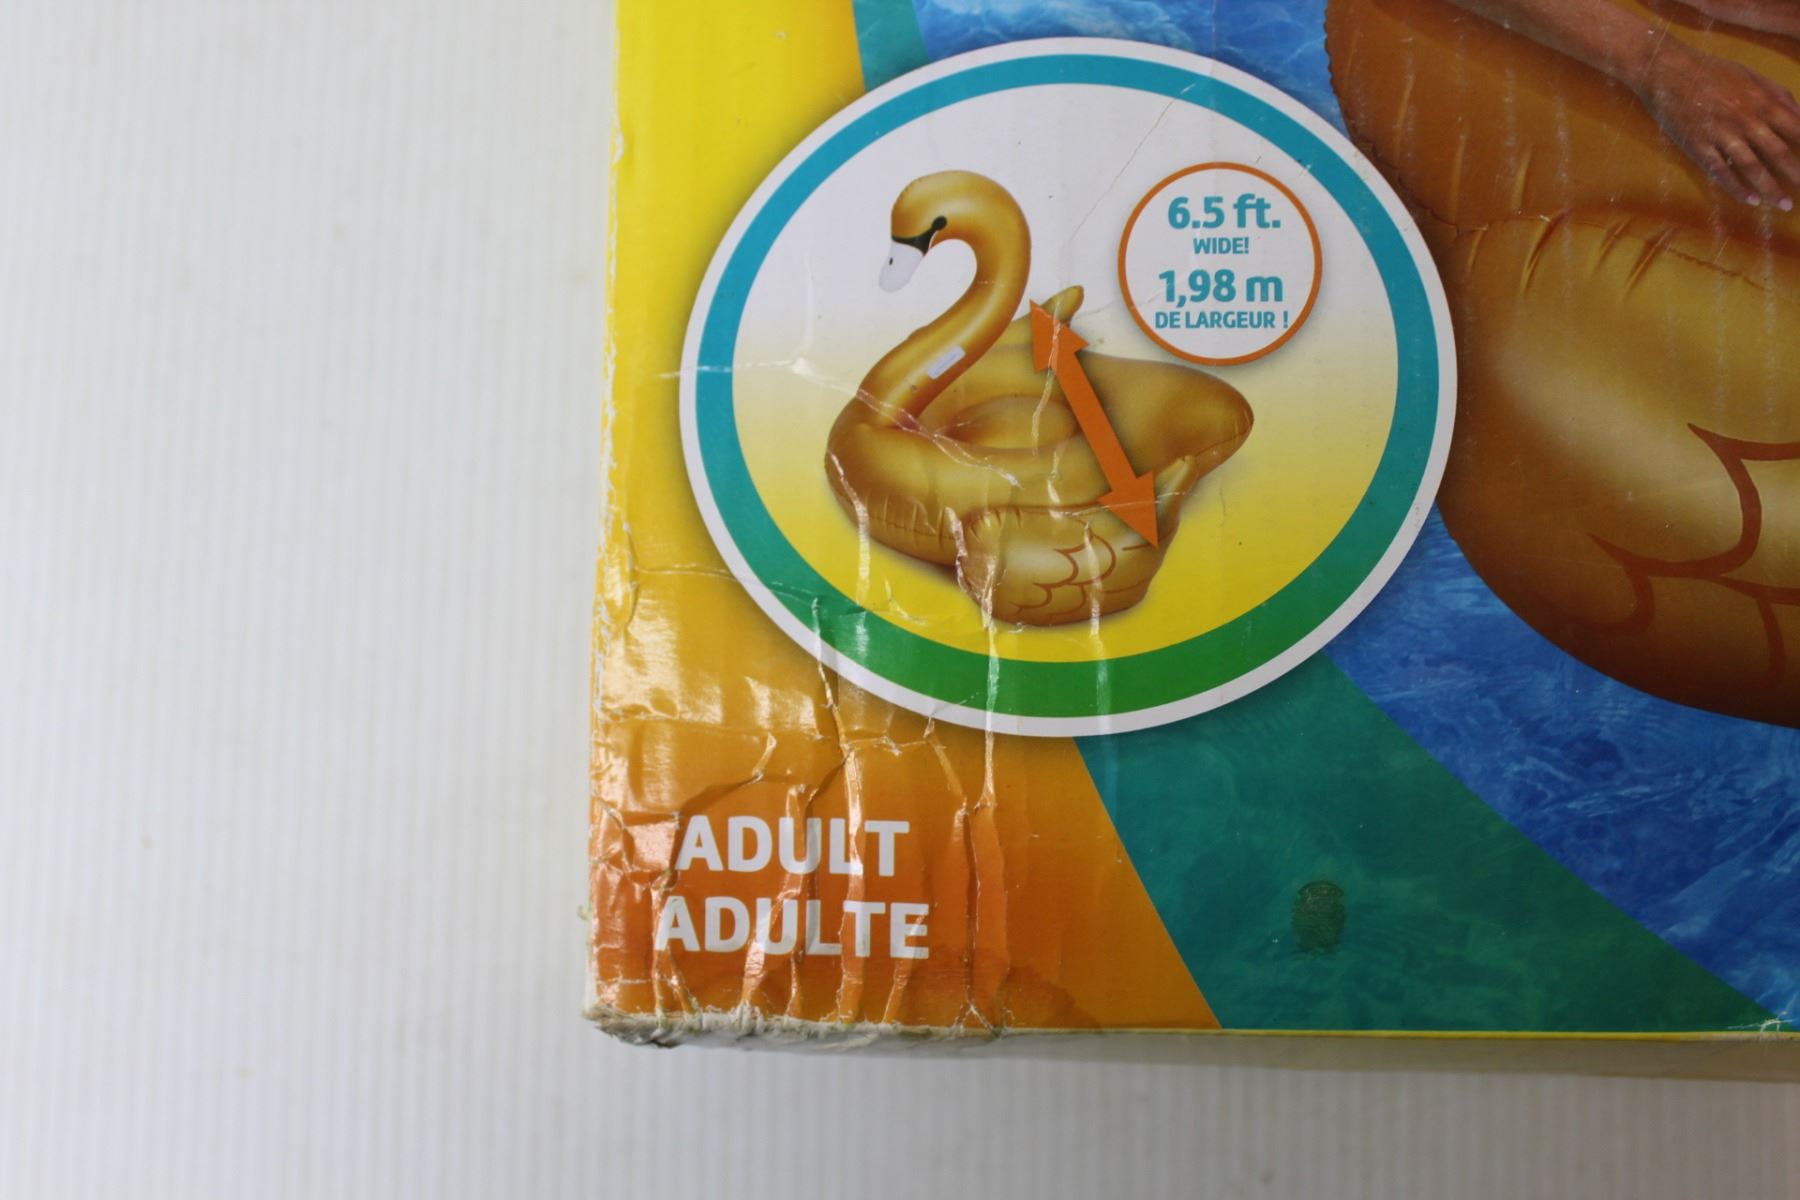 6.5 ft.
WIDE!
1,98 m
DE LARGEUR !
ADULT
ADULTE